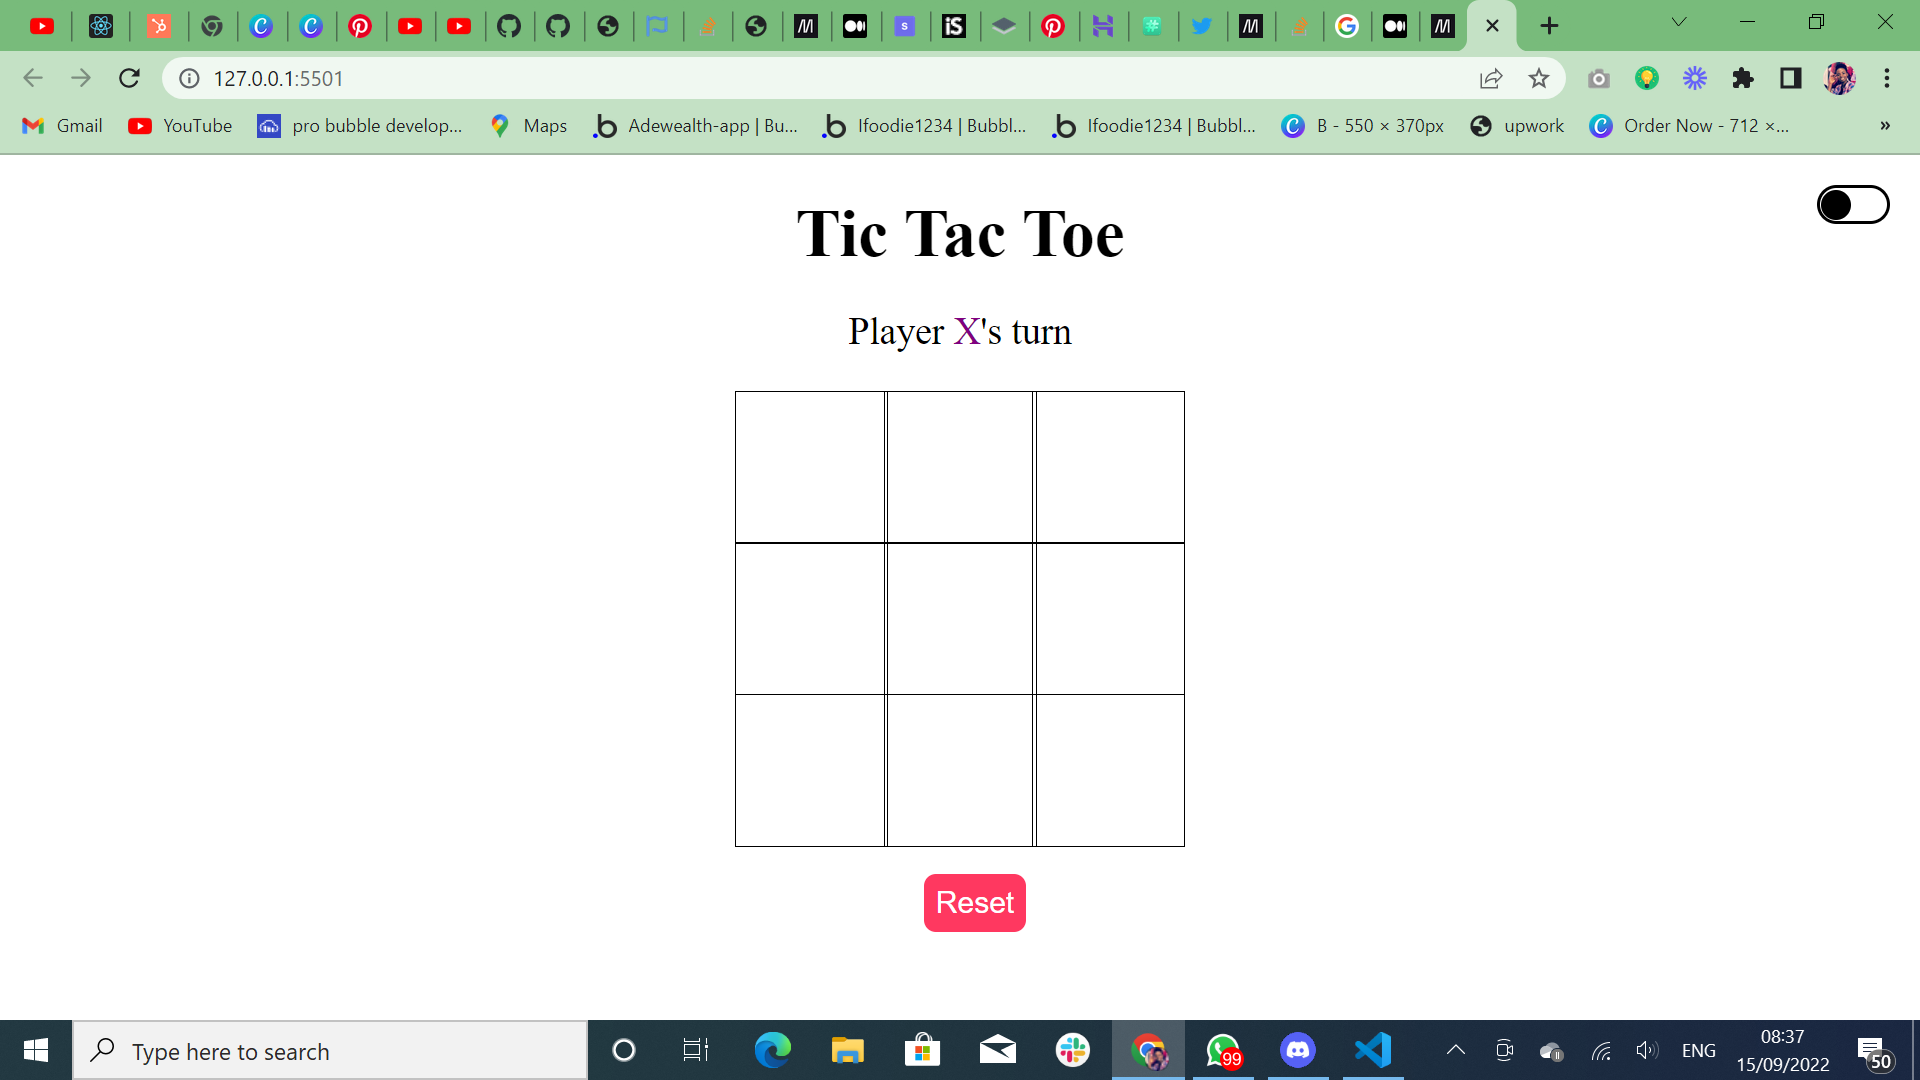 127.0.0.1:5501
Gmail
YouTube
pro bubble develop...
Maps
Adewealth-app | Bu...
Ifoodie1234 | Bubbl...
Ifoodie1234 | Bubbl...
B - 550 × 370px
upwork
Order Now - 712 ×...
»
Tic Tac Toe
Player X's turn
Reset
Type here to search
99
ENG
08:37
15/09/2022
50